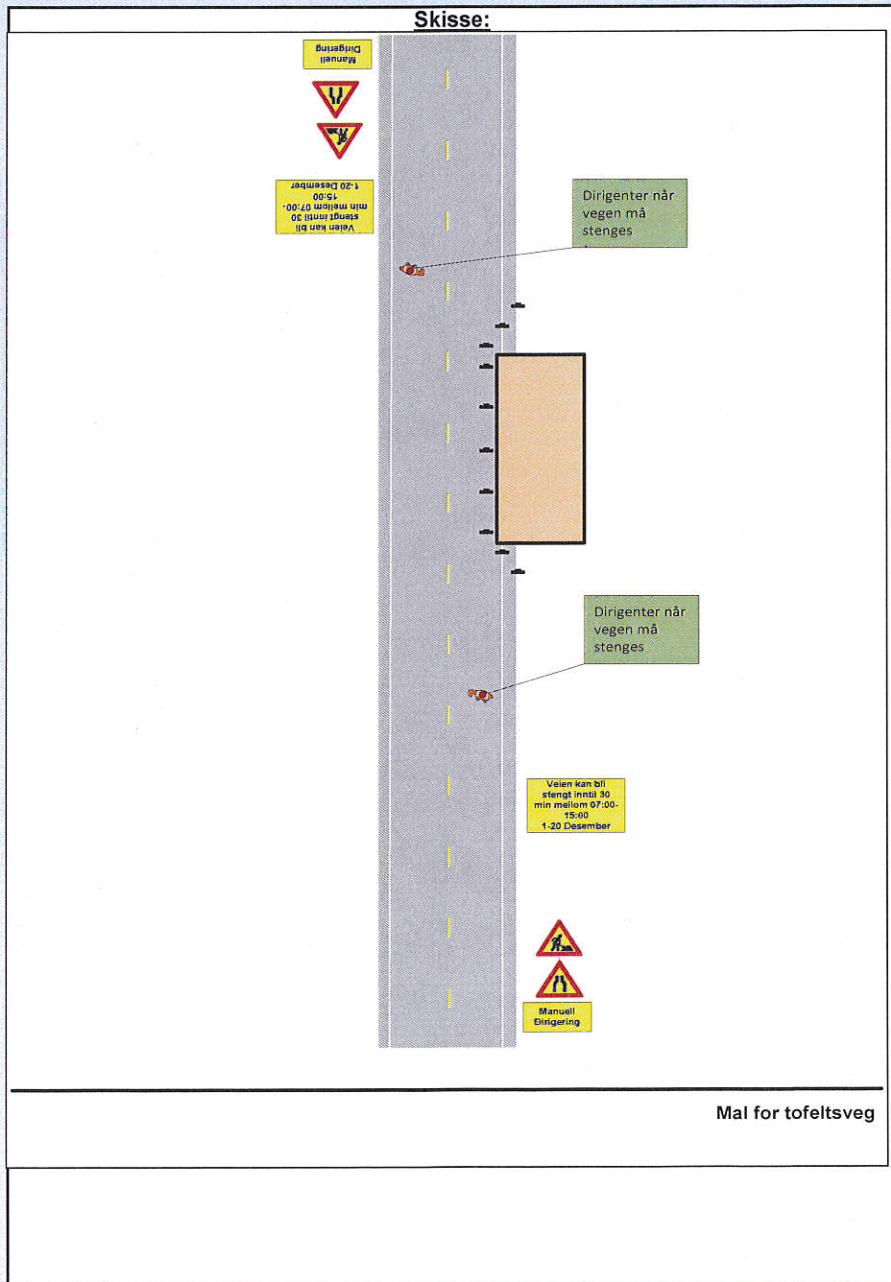 Skisse:
Manuell
Dirigering
Veien kan bli
stengt inntil 30
min mellom 07:00-
15:00
1-20 Desember
Dirigenter når
vegen må
stenges
Dirigenter når
vegen må
stenges
Veien kan bli
stengt inntil 30
min mellom 07:00-
15:00
1-20 Desember
Manuell
Dirigering
Mal for tofeltsveg